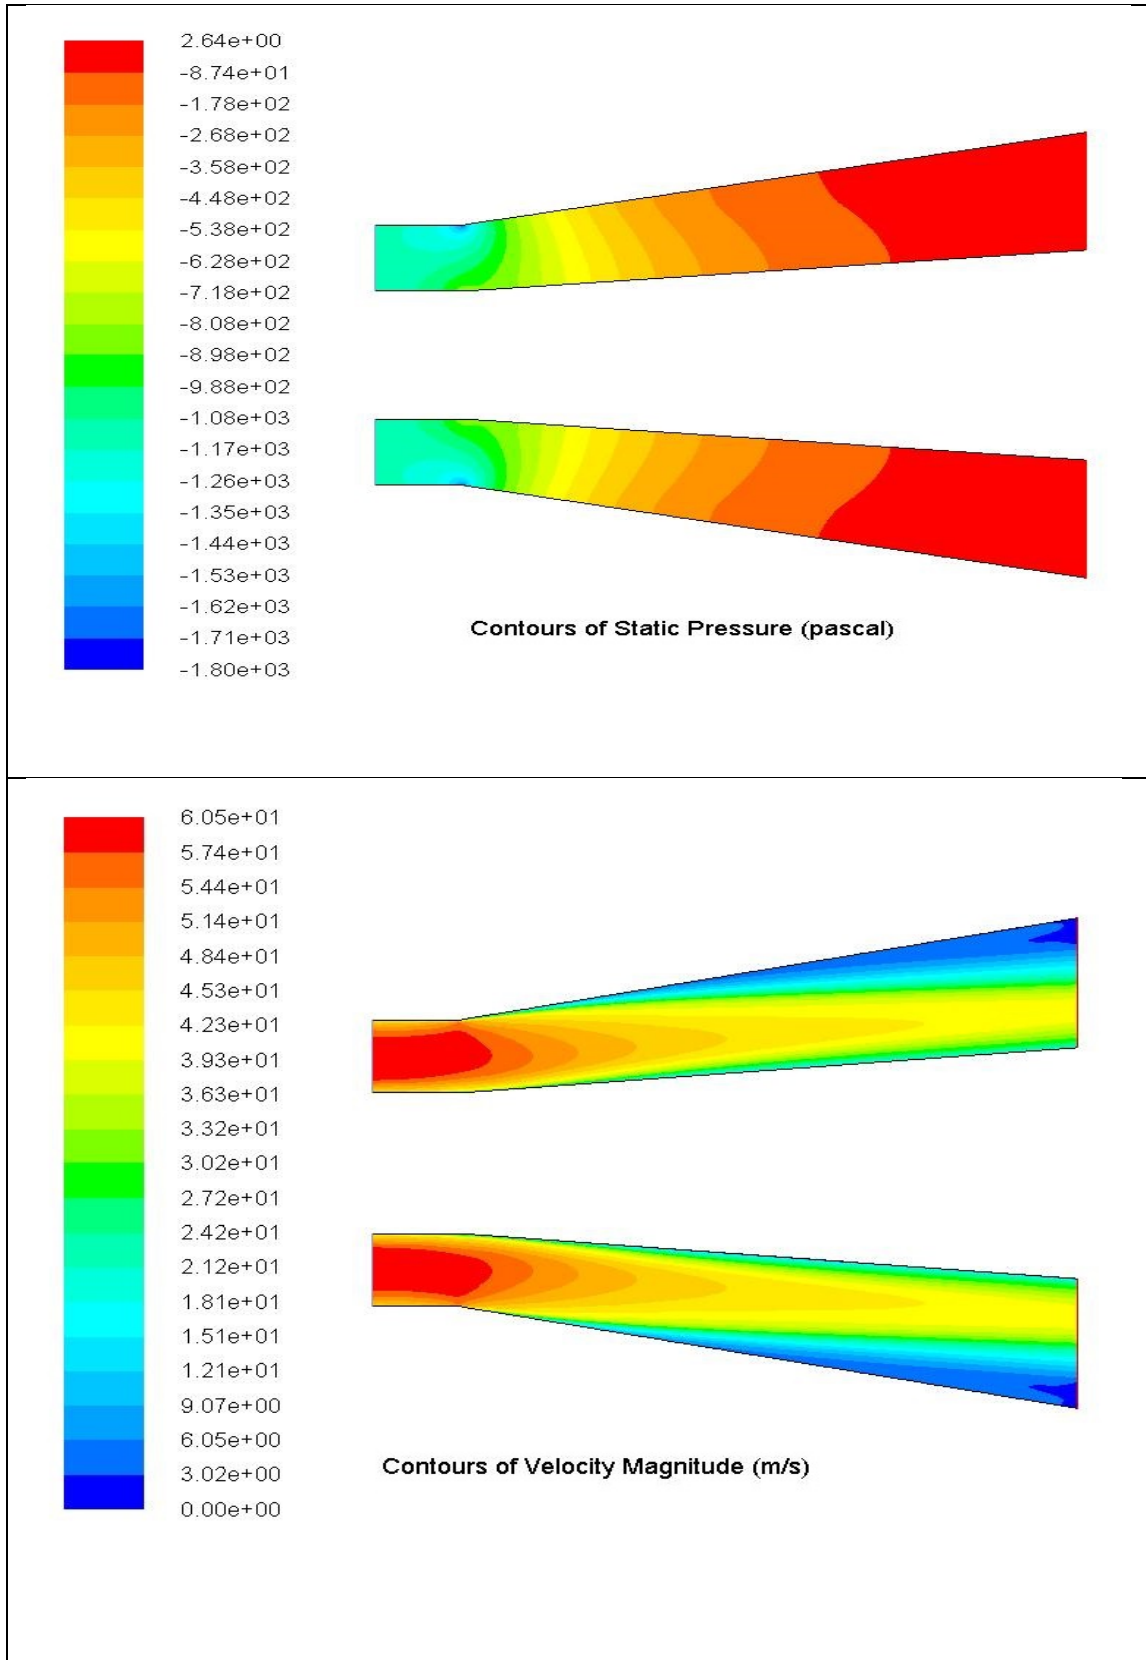 2.64e+00
-8.74e+01
-1.78e+02
-2.68e+02
-3.58e+02
-4.48e+02
-5.38e+02
-6.28e+02
-7.18e+02
-8.08e+02
-8.98e+02
-9.88e+02
-1.08e+03
-1.17e+03
-1.26e+03
-1.35e+03
-1.44e+03
-1.53e+03
-1.62e+03
-1.71e+03
-1.80e+03
Contours of Static Pressure (pascal)
6.05e+01
5.74e+01
5.44e+01
5.14e+01
4.84e+01
4.53e+01
4.23e+01
3.93e+01
3.63e+01
3.32e+01
3.02e+01
2.72e+01
2.42e+01
2.12e+01
1.81e+01
1.51e+01
1.21e+01
9.07e+00
6.05e+00
3.02e+00
0.00e+00
Contours of Velocity Magnitude (m/s)